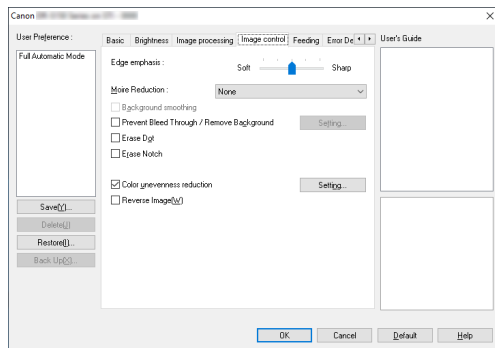 Canon
User Preference :
Full Automatic Mode
Save(Y)...
Delete(J)
Restore(I)...
Back Up(X)...
Basic Brightness Image processing Image control Feeding Error De
Edge emphasis :
Soft Sharp
Moire Reduction : None
Background smoothing
Prevent Bleed Through / Remove Background Setting...
Erase Dot
Erase Notch
Color unevenness reduction Setting...
Reverse Image(W)
User's Guide
OK Cancel Default Help